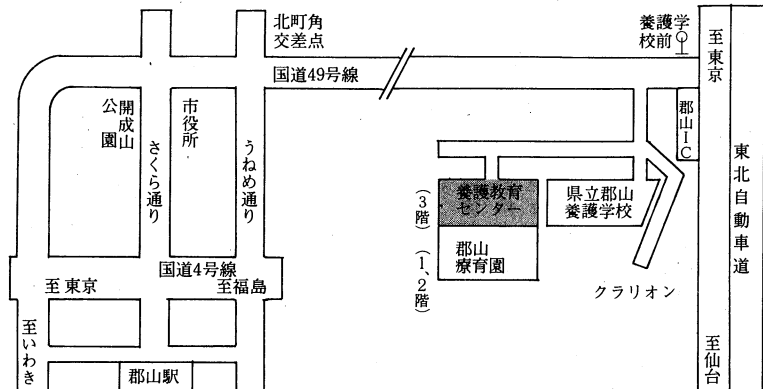 北町角
交差点
養護学
校前
至東京
国道49号線
開成山
公園
市役所
さくら通り
うねめ通り
郡山IC
東北自動車道
養護教育
センター
(3階)
県立郡山
養護学校
郡山
療育園
(1、2階)
クラリオン
国道4号線
至東京
至福島
至いわき
郡山駅
至仙台